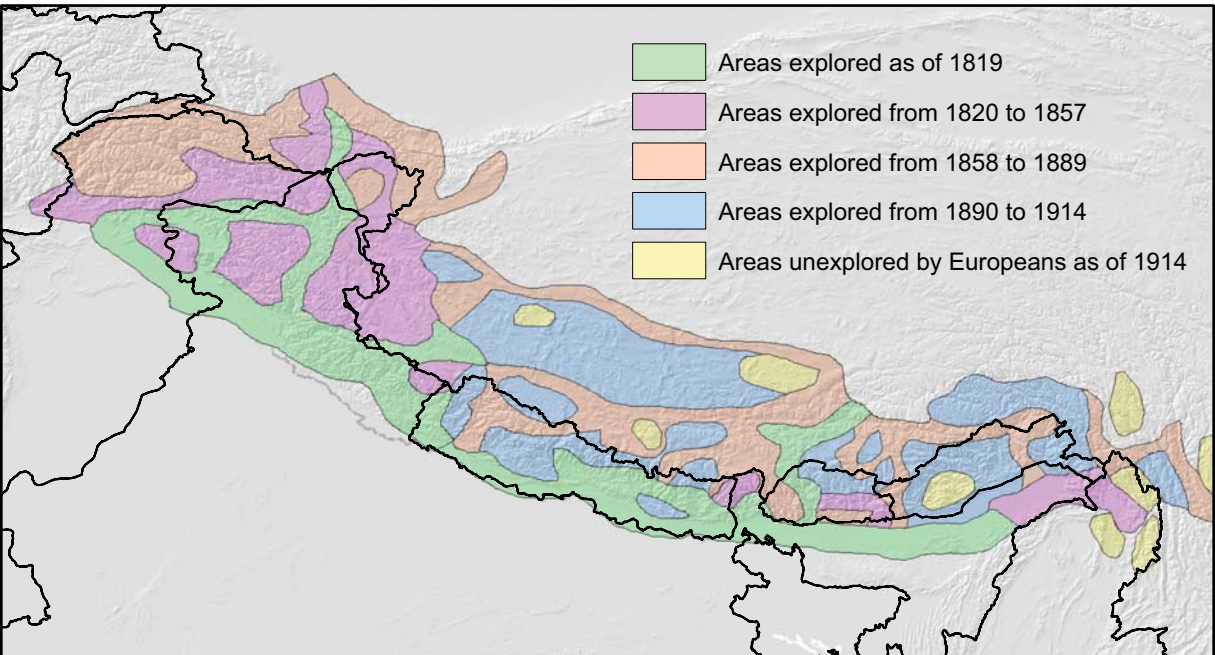 Areas explored as of 1819
Areas explored from 1820 to 1857
Areas explored from 1858 to 1889
Areas explored from 1890 to 1914
Areas unexplored by Europeans as of 1914